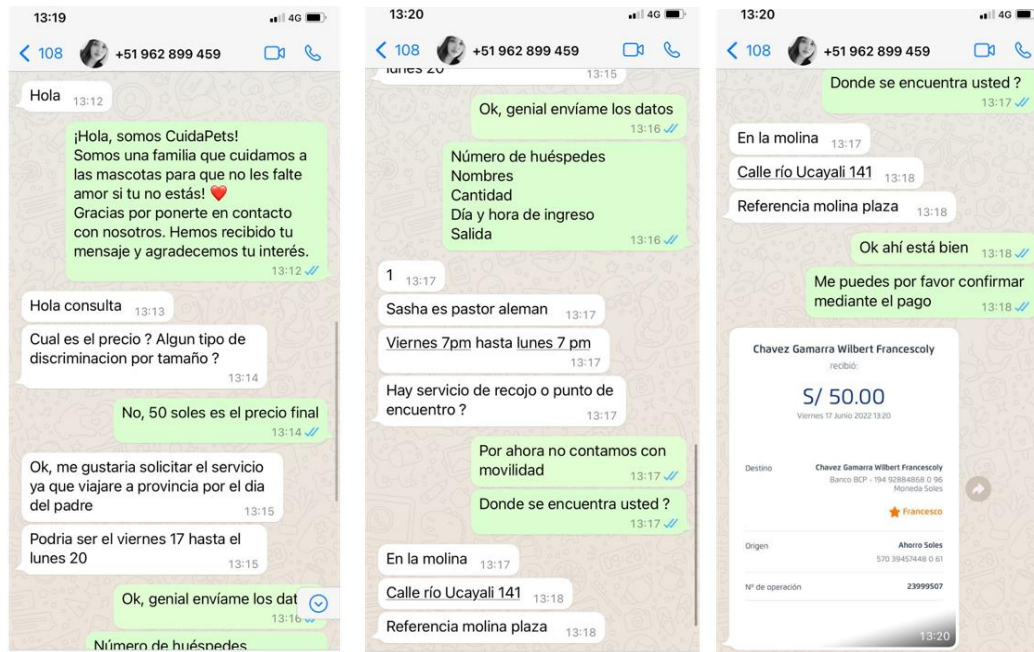 13:19
4G
108
+51 962 899 459
Hola 13:12
¡Hola, somos CuidaPets!
Somos una familia que cuidamos a
las mascotas para que no les falte
amor si tu no estás! ❤️
Gracias por ponerte en contacto
con nosotros. Hemos recibido tu
mensaje y agradecemos tu interés.
13:12
Hola consulta 13:13
Cual es el precio ? Algun tipo de
discriminacion por tamaño ?
13:14
No, 50 soles es el precio final
13:14
Ok, me gustaria solicitar el servicio
ya que viajare a provincia por el dia
del padre 13:15
Podria ser el viernes 17 hasta el
lunes 20 13:15
Ok, genial envíame los dat
13:16
Número de huéspedes
13:20
4G
108
+51 962 899 459
lunes 20 13:15
Ok, genial envíame los datos
13:16
Número de huéspedes
Nombres
Cantidad
Día y hora de ingreso
Salida 13:16
1 13:17
Sasha es pastor aleman 13:17
Viernes 7pm hasta lunes 7 pm
13:17
Hay servicio de recojo o punto de
encuentro ? 13:17
Por ahora no contamos con
movilidad 13:17
Donde se encuentra usted ?
13:17
En la molina 13:17
Calle río Ucayali 141 13:18
Referencia molina plaza 13:18
13:20
4G
108
+51 962 899 459
Donde se encuentra usted ?
13:17
En la molina 13:17
Calle río Ucayali 141 13:18
Referencia molina plaza 13:18
Ok ahí está bien 13:18
Me puedes por favor confirmar
mediante el pago 13:18
Chavez Gamarra Wilbert Francescoly
recibió:
S/ 50.00
Viernes 17 Junio 2022 13:20
Destino Chavez Gamarra Wilbert Francescoly
Banco BCP - 194 92884868 0 96
Moneda Soles
Francesco
Origen Ahorro Soles
570 39457448 0 61
Nº de operación 23999507
13:20